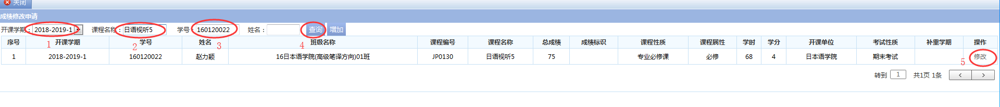 关闭
成绩修改申请
开课学期：2018-2019-1 课程名称：日语视听5 学号：160120022 姓名： 查询 增加
1 2 3 4
序号 开课学期 学号 姓名 班级名称 课程编号 课程名称 总成绩 成绩标识 课程性质 课程属性 学时 学分 开课单位 考试性质 补重学期 操作
1 2018-2019-1 160120022 赵力颖 16日本语学院(高级笔译方向)01班 JP0130 日语视听5 75 专业必修课 必修 68 4 日本语学院 期末考试 修改
5
转到 1 共1页 1条 < >